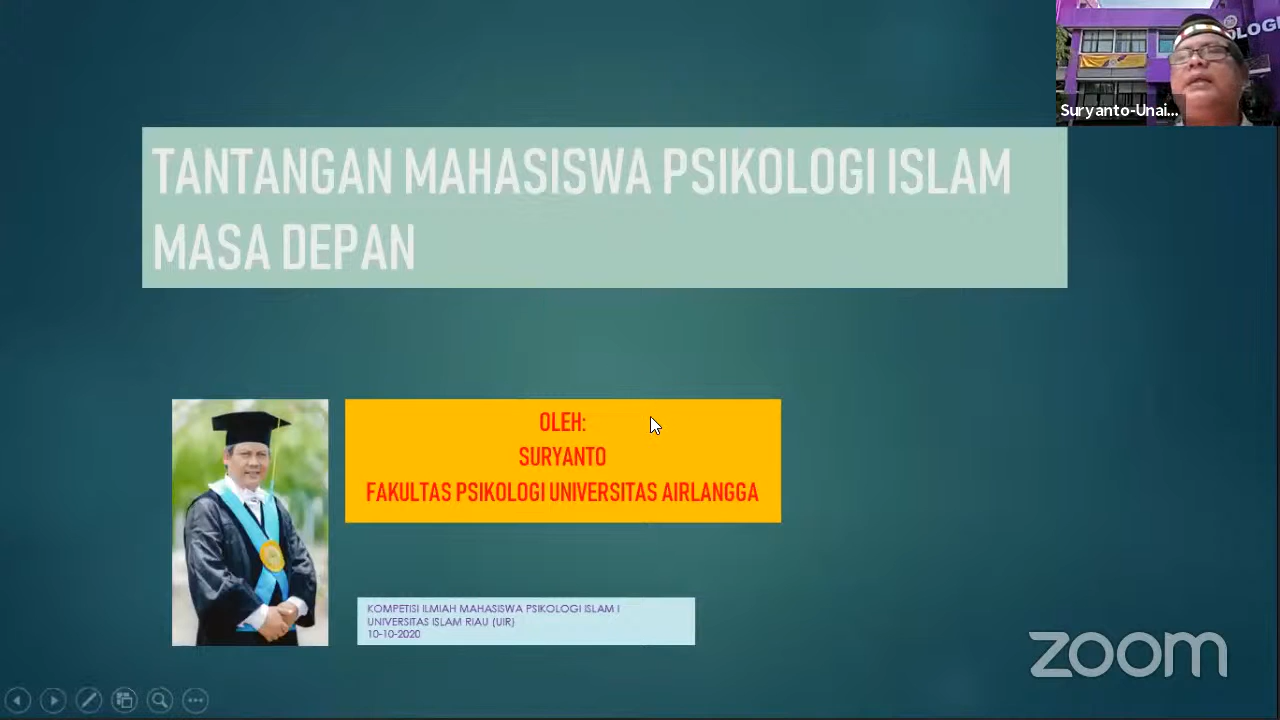 OLOGI
Suryanto-Unai...
TANTANGAN MAHASISWA PSIKOLOGI ISLAM
MASA DEPAN
OLEH:
SURYANTO
FAKULTAS PSIKOLOGI UNIVERSITAS AIRLANGGA
KOMPETISI ILMIAH MAHASISWA PSIKOLOGI ISLAM I
UNIVERSITAS ISLAM RIAU (UIR)
10-10-2020
zoom